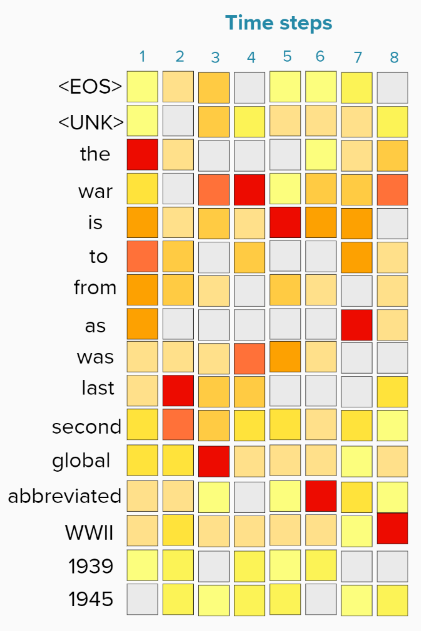 Time steps
1 2 3 4 5 6 7 8
<EOS>
<UNK>
the
war
is
to
from
as
was
last
second
global
abbreviated
WWII
1939
1945